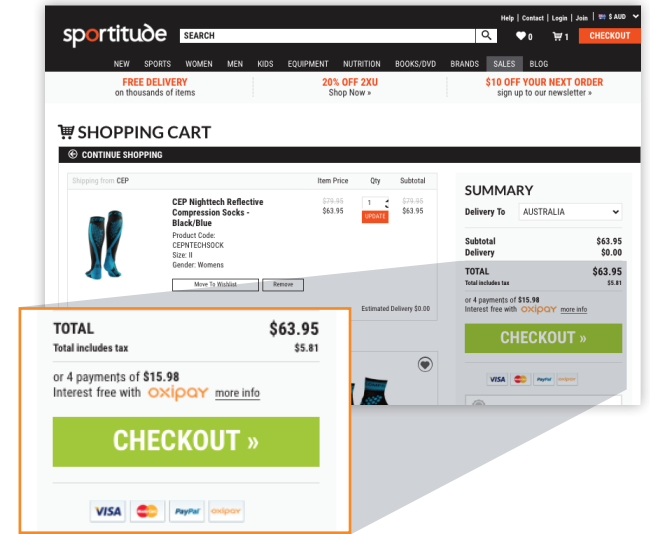 Help | Contact | Login | Join | $ AUD
sportitude SEARCH 0 1 CHECKOUT
NEW SPORTS WOMEN MEN KIDS EQUIPMENT NUTRITION BOOKS/DVD BRANDS SALES BLOG
FREE DELIVERY 20% OFF 2XU $10 OFF YOUR NEXT ORDER
on thousands of items Shop Now » sign up to our newsletter »
SHOPPING CART
CONTINUE SHOPPING
Shipping from CEP Item Price Qty Subtotal
CEP Nighttech Reflective
Compression Socks -
Black/Blue
Product Code:
CEPNTECHSOCK
Size: II
Gender: Womens
$79.95 1 $79.95
$63.95 UPDATE $63.95
Move To Wishlist Remove
Estimated Delivery $0.00
SUMMARY
Delivery To AUSTRALIA
Subtotal $63.95
Delivery $0.00
TOTAL $63.95
Total includes tax $5.81
or 4 payments of $15.98
Interest free with oxipay more info
CHECKOUT »
VISA MasterCard PayPal oxipay
TOTAL $63.95
Total includes tax $5.81
or 4 payments of $15.98
Interest free with oxipay more info
CHECKOUT »
VISA MasterCard PayPal oxipay